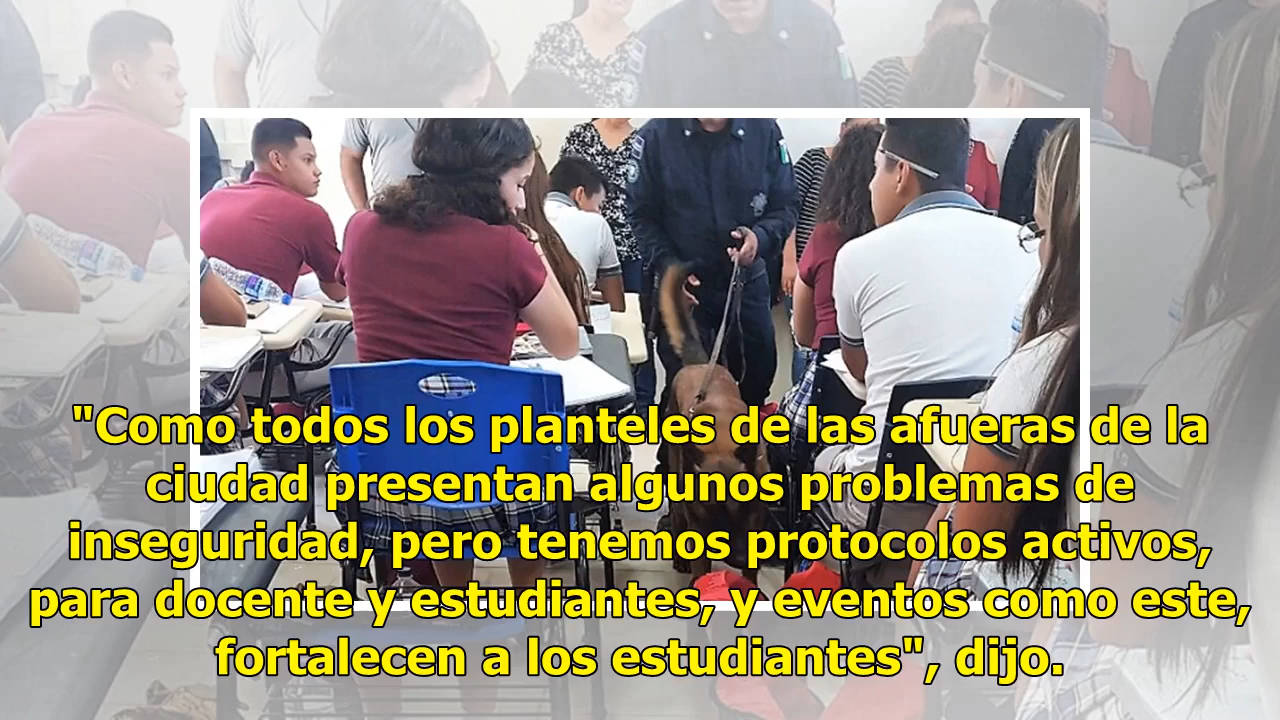 "Como todos los planteles de las afueras de la
ciudad presentan algunos problemas de
inseguridad, pero tenemos protocolos activos,
para docente y estudiantes, y eventos como este,
fortalecen a los estudiantes", dijo.